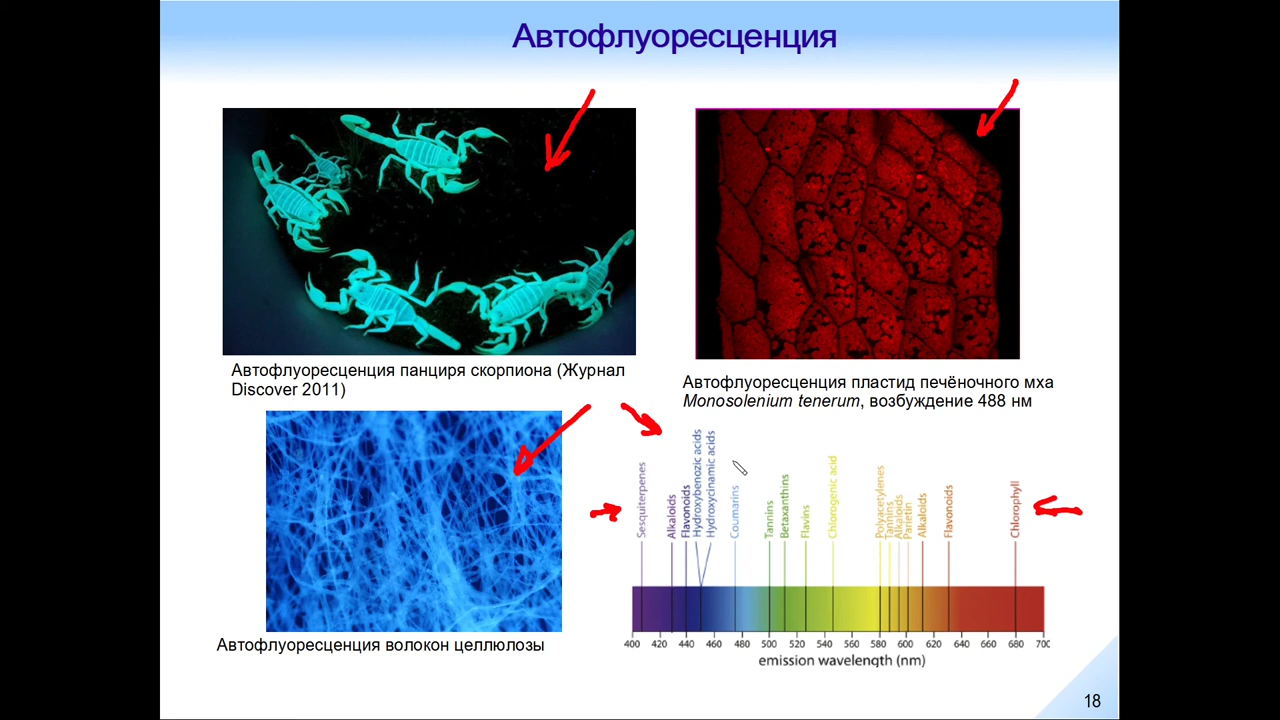 Автофлуоресценция
Автофлуоресценция панциря скорпиона (Журнал
Discover 2011)
Автофлуоресценция пластид печёночного мха
Monosolenium tenerum, возбуждение 488 нм
Автофлуоресценция волокон целлюлозы
Sesquiterpenes
Alkaloids
Flavonoids
Hydroxybenozic acids
Hydroxycinamic acids
Coumarins
Tannins
Betaxanthins
Flavins
Chlorogenic acid
Polyacetylenes
Tannins
Alkaloids
Parietin
Alkaloids
Flavonoids
Chlorophyll
400 420 440 460 480 500 520 540 560 580 600 620 640 660 680 700
emission wavelength (nm)
18